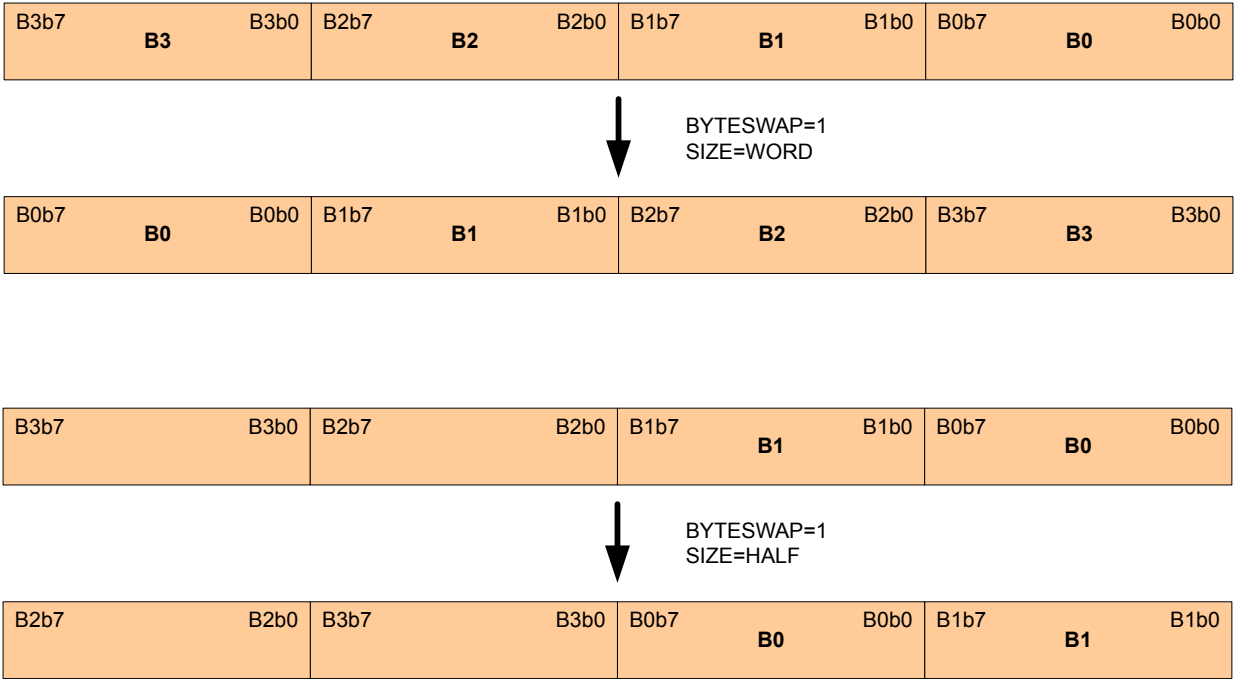 B3b7 B3 B3b0 B2b7 B2 B2b0 B1b7 B1 B1b0 B0b7 B0 B0b0
BYTESWAP=1
SIZE=WORD
B0b7 B0 B0b0 B1b7 B1 B1b0 B2b7 B2 B2b0 B3b7 B3 B3b0
B3b7 B3b0 B2b7 B2b0 B1b7 B1 B1b0 B0b7 B0 B0b0
BYTESWAP=1
SIZE=HALF
B2b7 B2b0 B3b7 B3b0 B0b7 B0 B0b0 B1b7 B1 B1b0